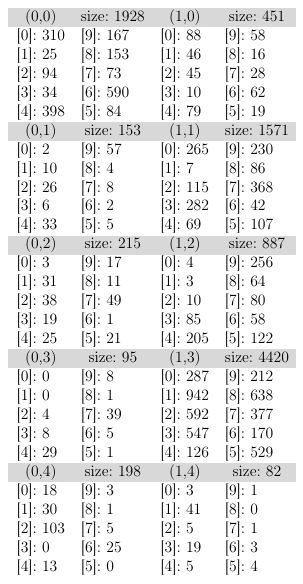 (0,0) size: 1928 (1,0) size: 451
[0]: 310 [9]: 167 [0]: 88 [9]: 58
[1]: 25 [8]: 153 [1]: 46 [8]: 16
[2]: 94 [7]: 73 [2]: 45 [7]: 28
[3]: 34 [6]: 590 [3]: 10 [6]: 62
[4]: 398 [5]: 84 [4]: 79 [5]: 19
(0,1) size: 153 (1,1) size: 1571
[0]: 2 [9]: 57 [0]: 265 [9]: 230
[1]: 10 [8]: 4 [1]: 7 [8]: 86
[2]: 26 [7]: 8 [2]: 115 [7]: 368
[3]: 6 [6]: 2 [3]: 282 [6]: 42
[4]: 33 [5]: 5 [4]: 69 [5]: 107
(0,2) size: 215 (1,2) size: 887
[0]: 3 [9]: 17 [0]: 4 [9]: 256
[1]: 31 [8]: 11 [1]: 3 [8]: 64
[2]: 38 [7]: 49 [2]: 10 [7]: 80
[3]: 19 [6]: 1 [3]: 85 [6]: 58
[4]: 25 [5]: 21 [4]: 205 [5]: 122
(0,3) size: 95 (1,3) size: 4420
[0]: 0 [9]: 8 [0]: 287 [9]: 212
[1]: 0 [8]: 1 [1]: 942 [8]: 638
[2]: 4 [7]: 39 [2]: 592 [7]: 377
[3]: 8 [6]: 5 [3]: 547 [6]: 170
[4]: 29 [5]: 1 [4]: 126 [5]: 529
(0,4) size: 198 (1,4) size: 82
[0]: 18 [9]: 3 [0]: 3 [9]: 1
[1]: 30 [8]: 1 [1]: 41 [8]: 0
[2]: 103 [7]: 5 [2]: 5 [7]: 1
[3]: 0 [6]: 25 [3]: 19 [6]: 3
[4]: 13 [5]: 0 [4]: 5 [5]: 4